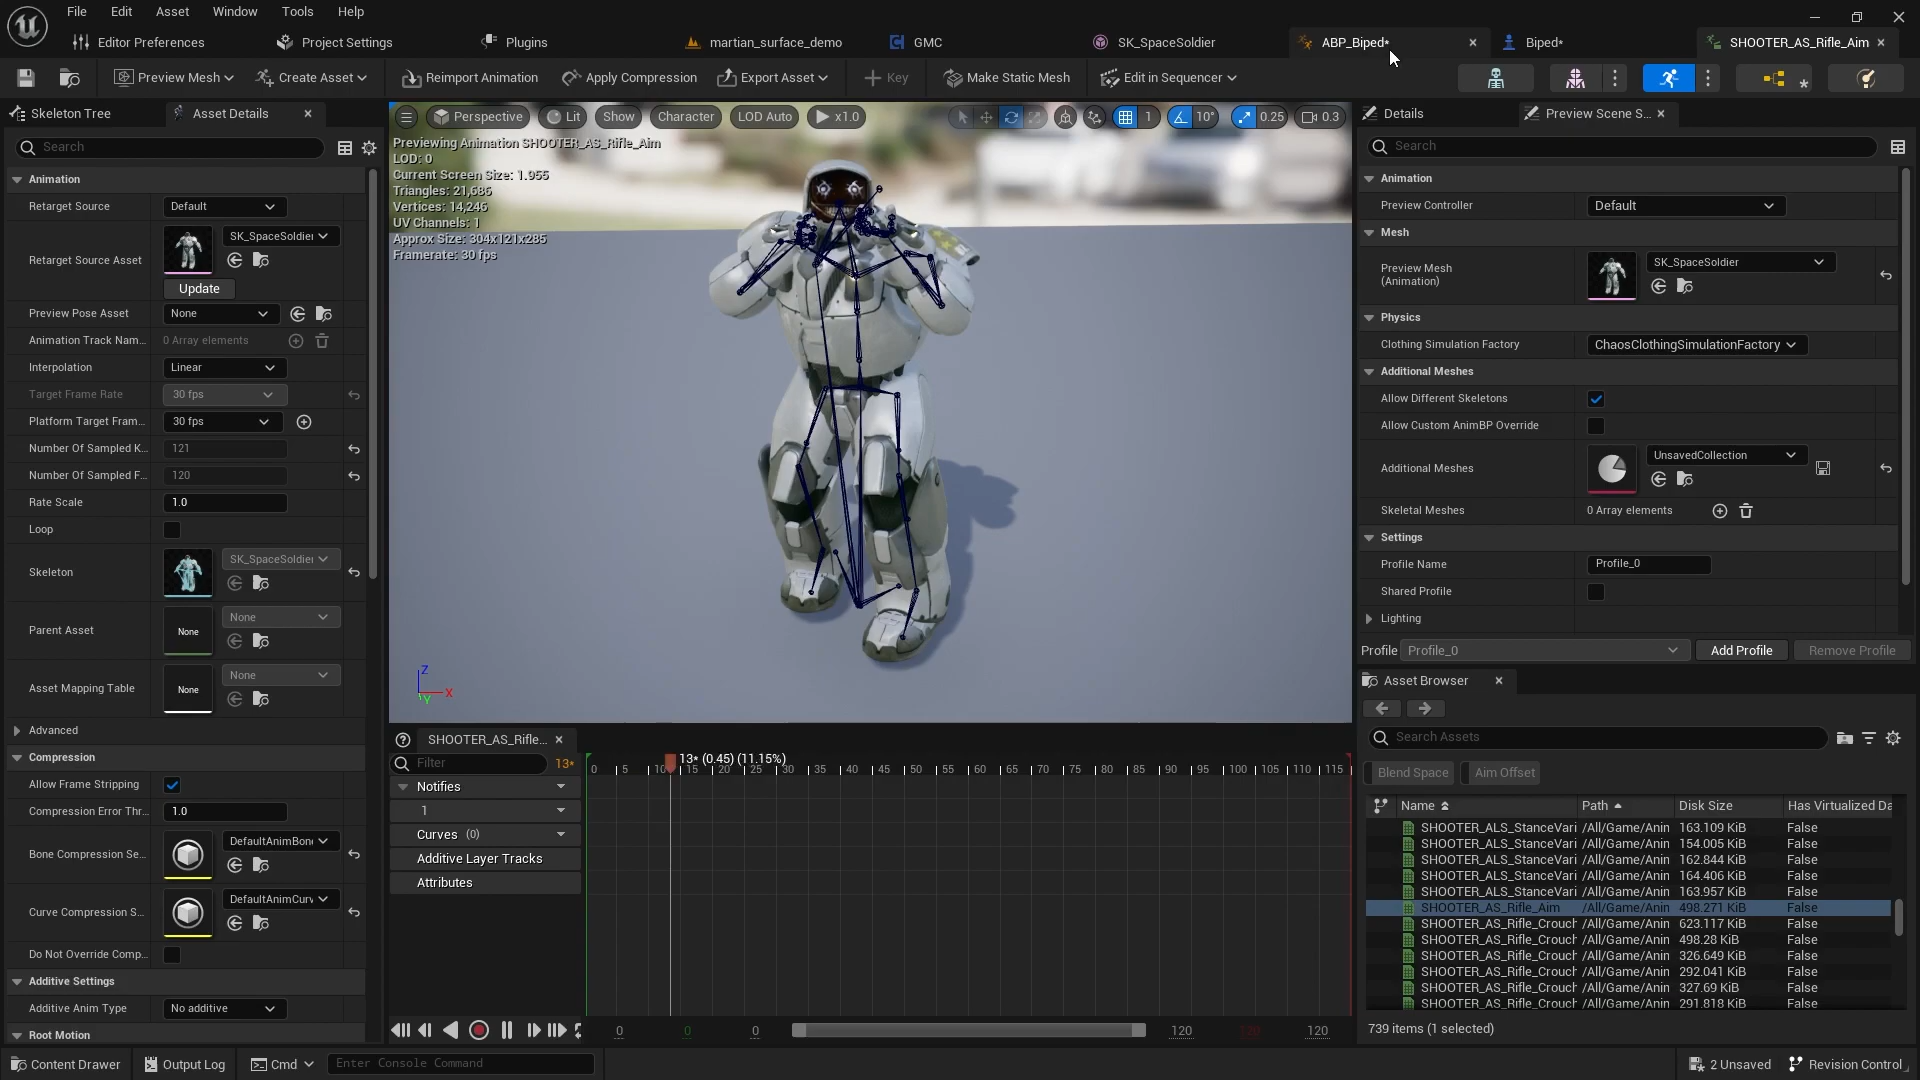 File Edit Asset Window Tools Help
Editor Preferences Project Settings Plugins martian_surface_demo GMC SK_SpaceSoldier ABP_Biped* Biped* SHOOTER_AS_Rifle_Aim
Preview Mesh Create Asset Reimport Animation Apply Compression Export Asset Key Make Static Mesh Edit in Sequencer
Skeleton Tree Asset Details
Search
Animation
Retarget Source Default
Retarget Source Asset SK_SpaceSoldier
Update
Preview Pose Asset None
Animation Track Nam... 0 Array elements
Interpolation Linear
Target Frame Rate 30 fps
Platform Target Fram... 30 fps
Number Of Sampled K... 121
Number Of Sampled F... 120
Rate Scale 1.0
Loop
Skeleton SK_SpaceSoldier
Parent Asset None None
Asset Mapping Table None None
Advanced
Compression
Allow Frame Stripping
Compression Error Thr... 1.0
Bone Compression Se... DefaultAnimBon
Curve Compression S... DefaultAnimCurv
Do Not Override Comp...
Additive Settings
Additive Anim Type No additive
Root Motion
Perspective Lit Show Character LOD Auto x1.0 1 10° 0.25 0.3
Previewing Animation SHOOTER_AS_Rifle_Aim
LOD: 0
Current Screen Size: 1.955
Triangles: 21,686
Vertices: 14,246
UV Channels: 1
Approx Size: 304x121x285
Framerate: 30 fps
Z
X
Y
SHOOTER_AS_Rifle...
Filter 13*
13* (0.45) (11.15%)
0 5 10 15 20 25 30 35 40 45 50 55 60 65 70 75 80 85 90 95 100 105 110 115
Notifies
1
Curves (0)
Additive Layer Tracks
Attributes
0 0 0 120 120 120
Details Preview Scene S...
Search
Animation
Preview Controller Default
Mesh
Preview Mesh
(Animation)
SK_SpaceSoldier
Physics
Clothing Simulation Factory ChaosClothingSimulationFactory
Additional Meshes
Allow Different Skeletons
Allow Custom AnimBP Override
Additional Meshes UnsavedCollection
Skeletal Meshes 0 Array elements
Settings
Profile Name Profile_0
Shared Profile
Lighting
Profile Profile_0 Add Profile Remove Profile
Asset Browser
Search Assets
Blend Space Aim Offset
Name Path Disk Size Has Virtualized Da
SHOOTER_ALS_StanceVari /All/Game/Anin 163.109 KiB False
SHOOTER_ALS_StanceVari /All/Game/Anin 154.005 KiB False
SHOOTER_ALS_StanceVari /All/Game/Anin 162.844 KiB False
SHOOTER_ALS_StanceVari /All/Game/Anin 164.406 KiB False
SHOOTER_ALS_StanceVari /All/Game/Anin 163.957 KiB False
SHOOTER_AS_Rifle_Aim /All/Game/Anin 498.271 KiB False
SHOOTER_AS_Rifle_Crouch /All/Game/Anin 623.117 KiB False
SHOOTER_AS_Rifle_Crouch /All/Game/Anin 498.28 KiB False
SHOOTER_AS_Rifle_Crouch /All/Game/Anin 326.649 KiB False
SHOOTER_AS_Rifle_Crouch /All/Game/Anin 292.041 KiB False
SHOOTER_AS_Rifle_Crouch /All/Game/Anin 327.69 KiB False
SHOOTER_AS_Rifle_Crouch /All/Game/Anin 291.818 KiB False
739 items (1 selected)
Content Drawer Output Log Cmd Enter Console Command 2 Unsaved Revision Control